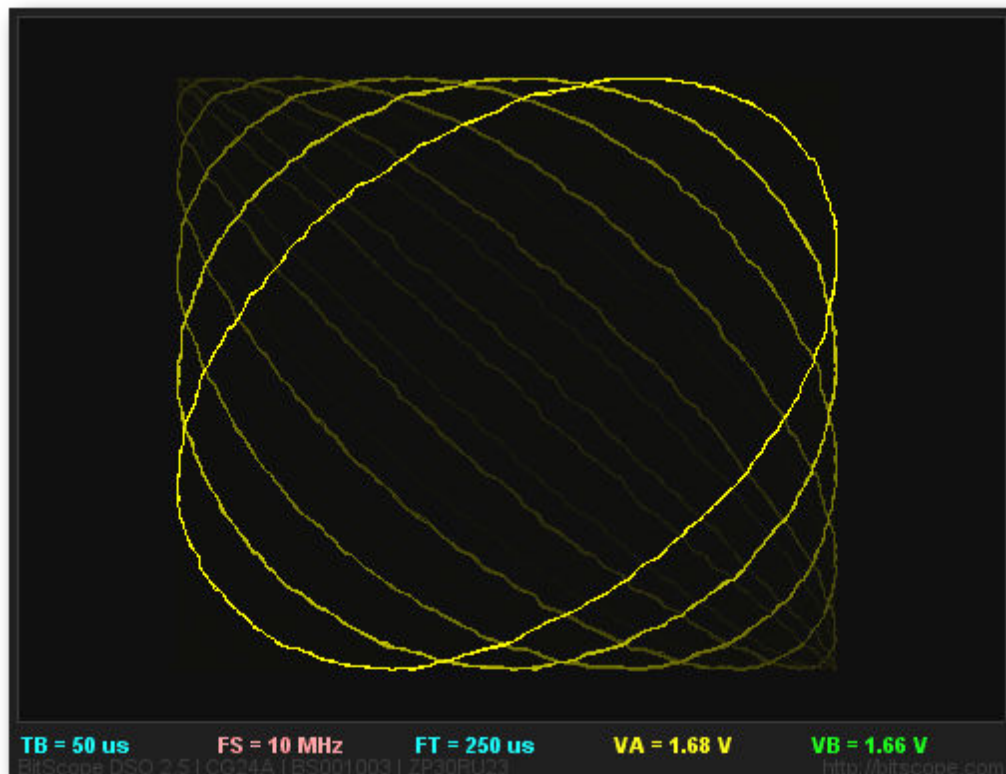 TB = 50 us FS = 10 MHz FT = 250 us VA = 1.68 V VB = 1.66 V
BitScope DSO 2.5 | CG24A | BS001003 | ZP30BU23 http://bitscope.com